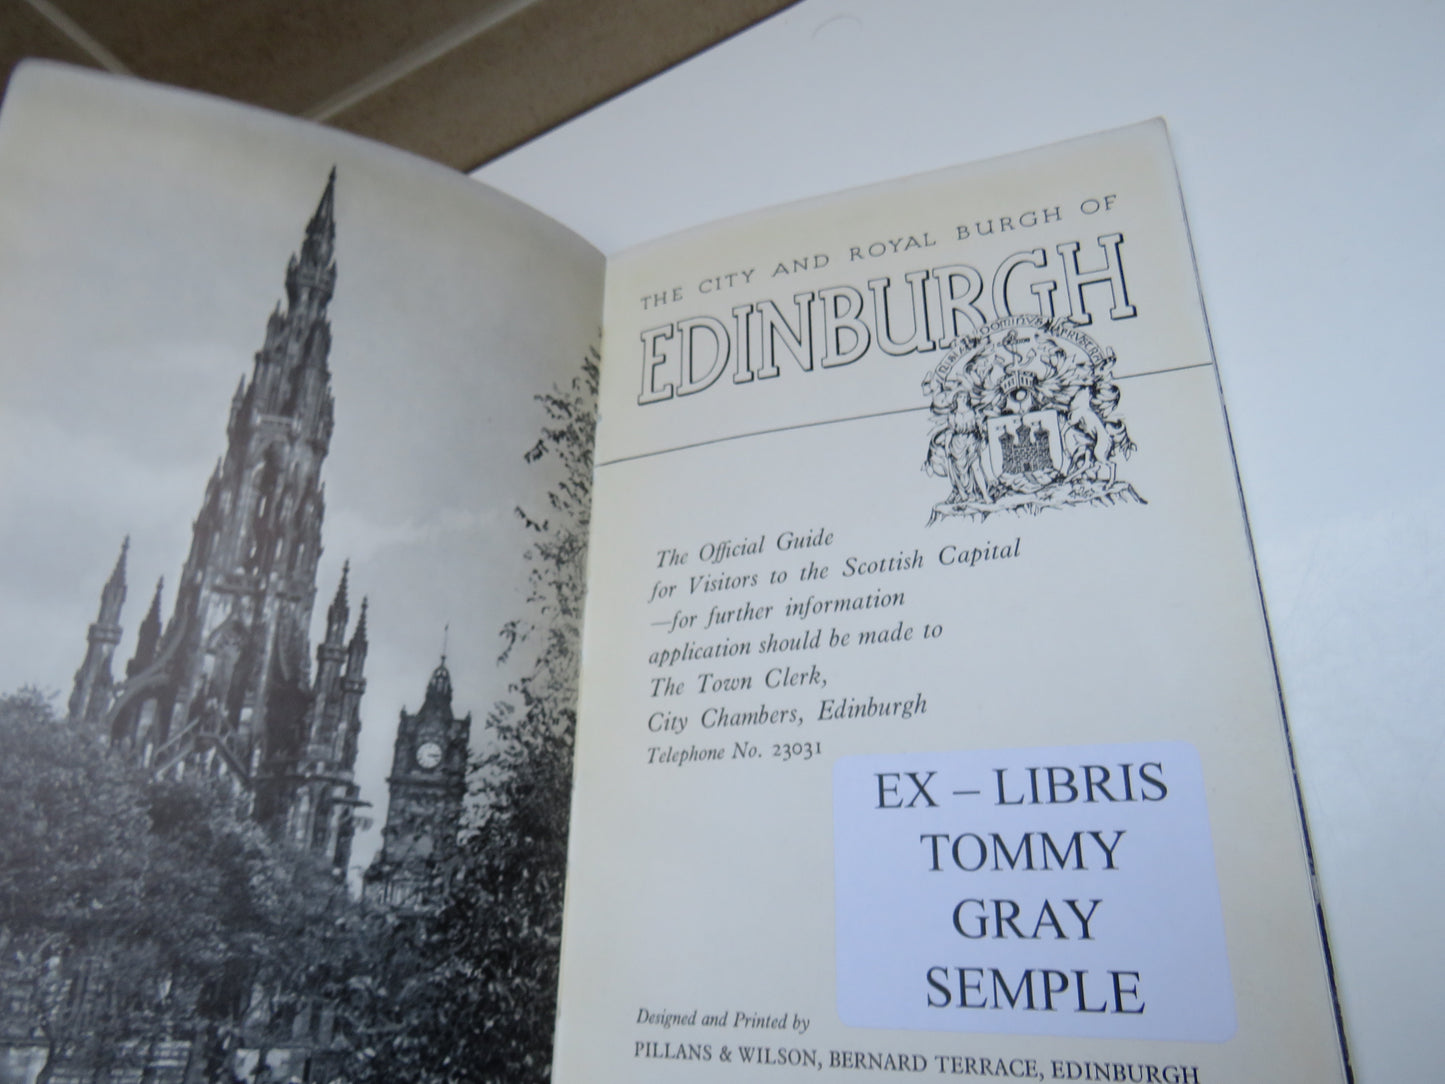 THE CITY AND ROYAL BURGH OF
EDINBURGH
The Official Guide
for Visitors to the Scottish Capital
—for further information
application should be made to
The Town Clerk,
City Chambers, Edinburgh
Telephone No. 23031
EX – LIBRIS
TOMMY
GRAY
SEMPLE
Designed and Printed by
PILLANS & WILSON, BERNARD TERRACE, EDINBURGH